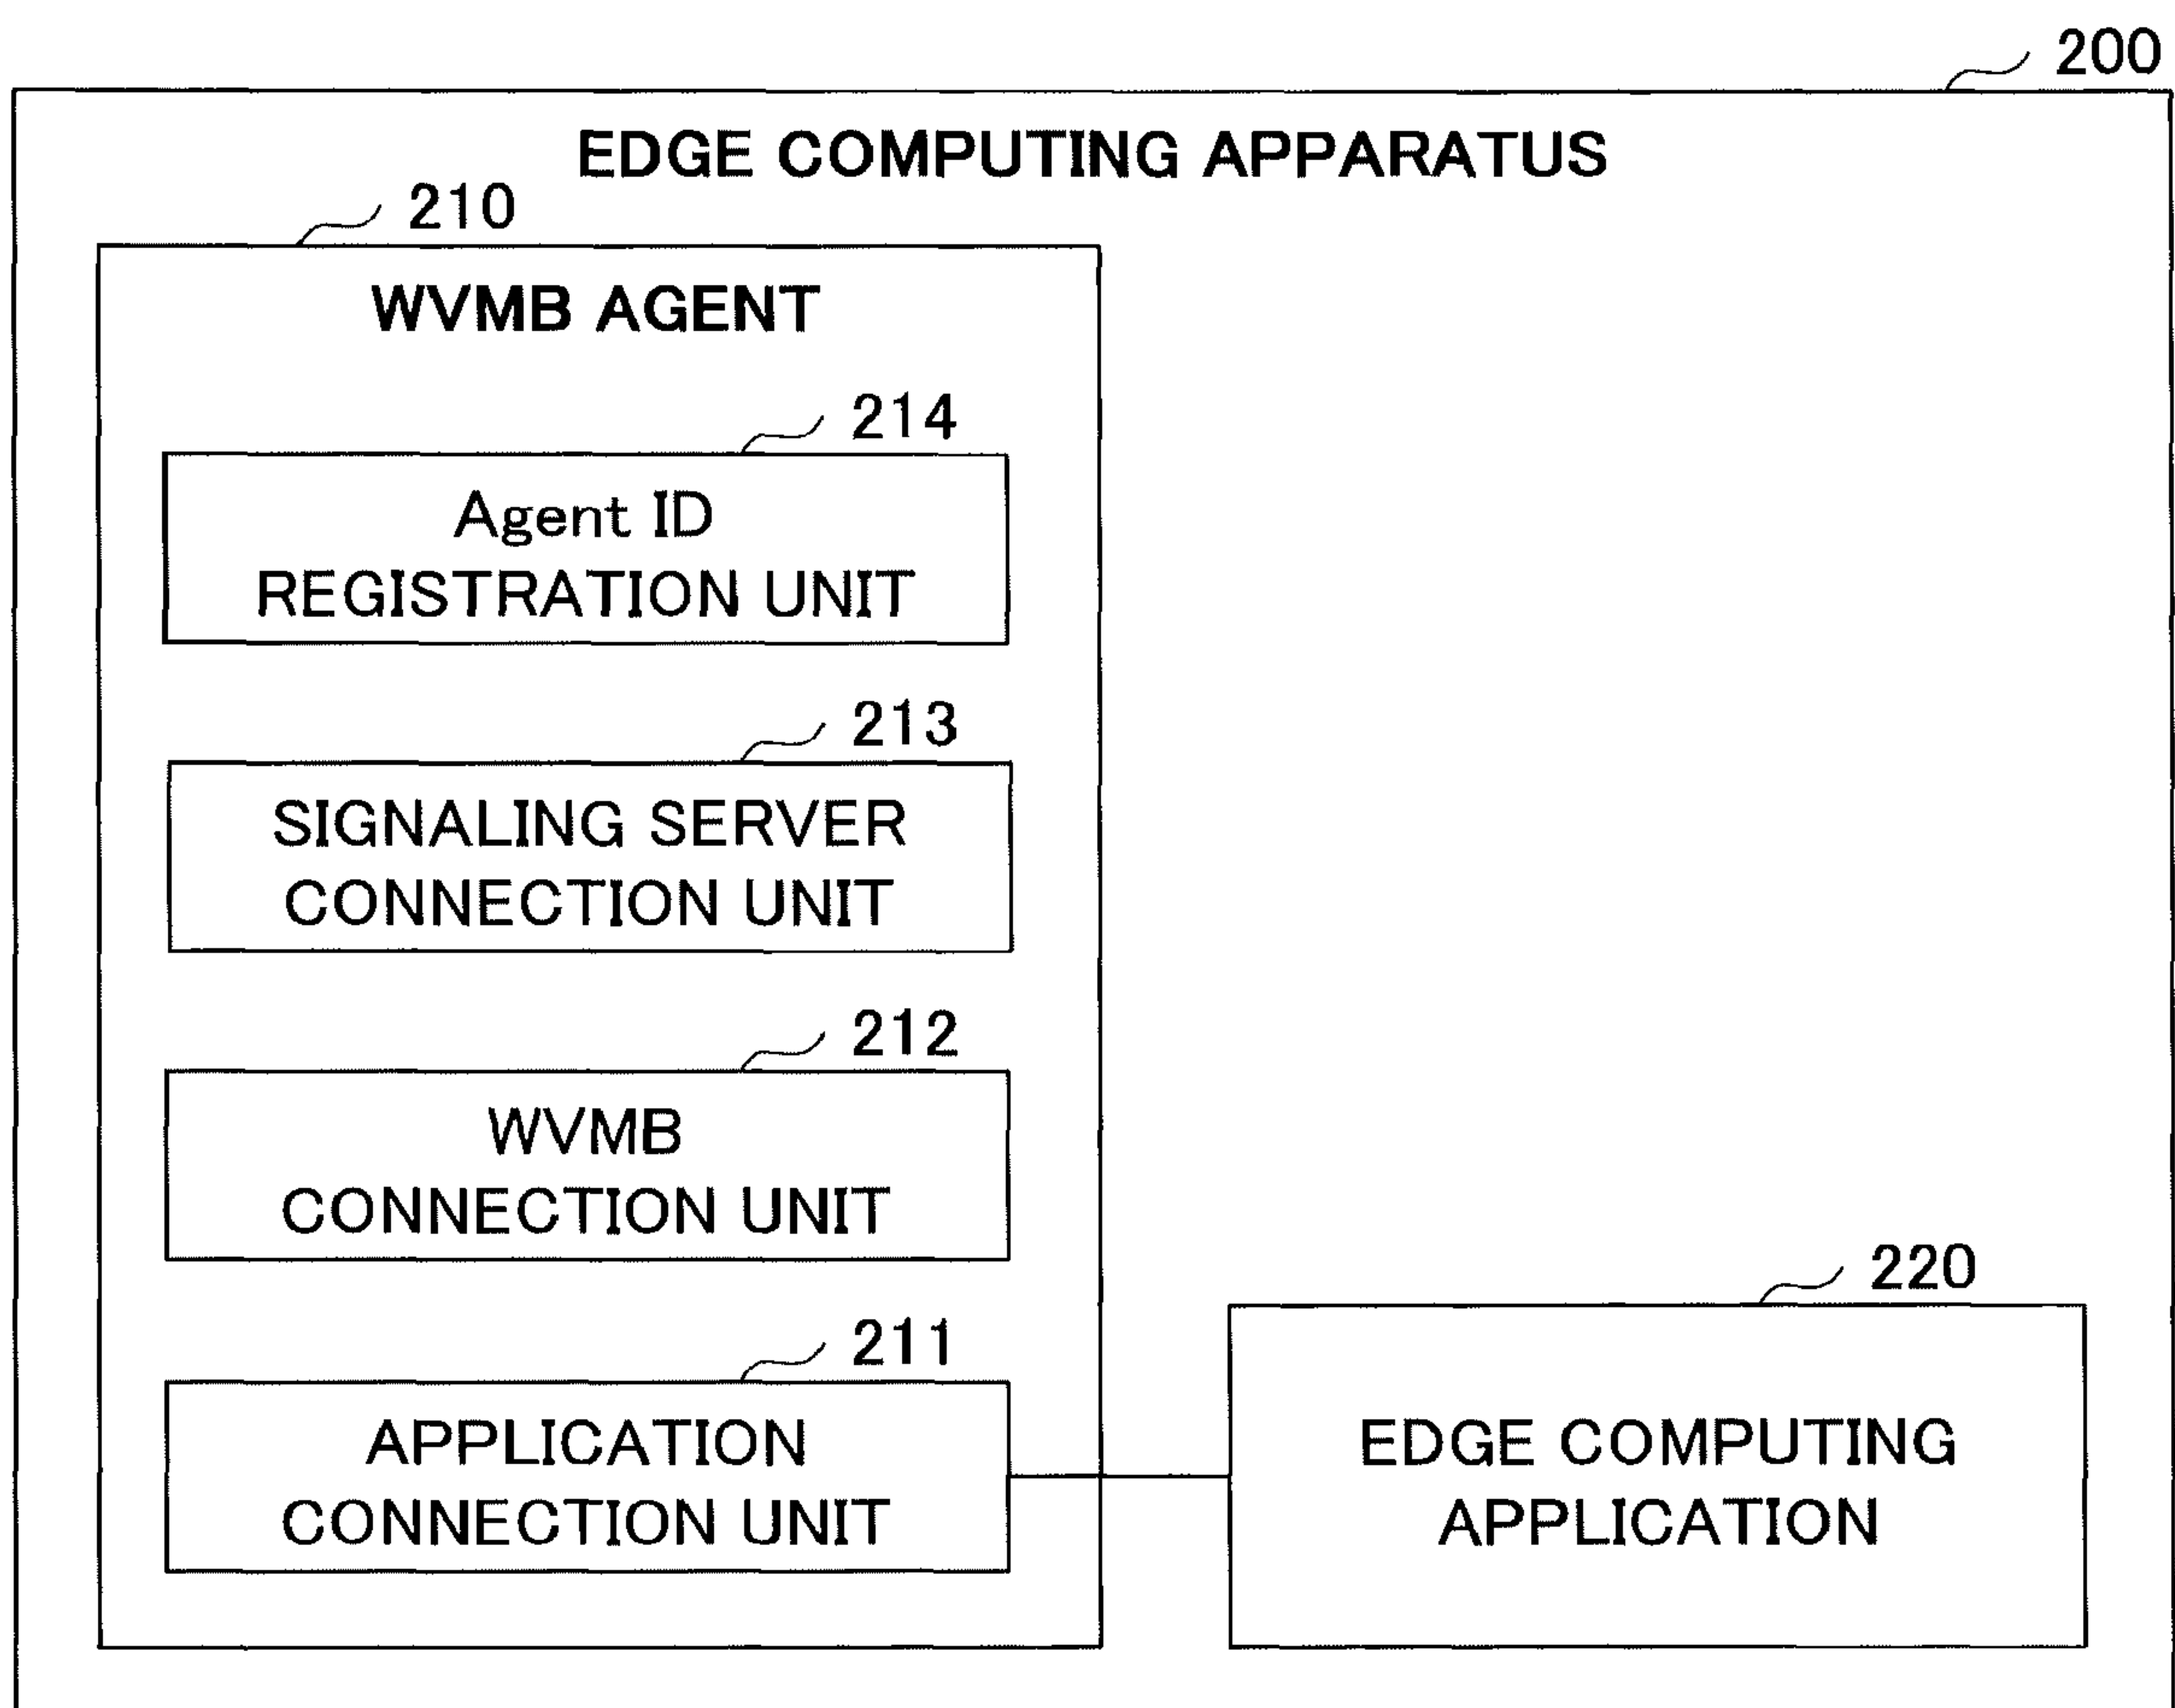 200
EDGE COMPUTING APPARATUS
210
WVMB AGENT
214
Agent ID
REGISTRATION UNIT
213
SIGNALING SERVER
CONNECTION UNIT
212
WVMB
CONNECTION UNIT
211
APPLICATION
CONNECTION UNIT
220
EDGE COMPUTING
APPLICATION